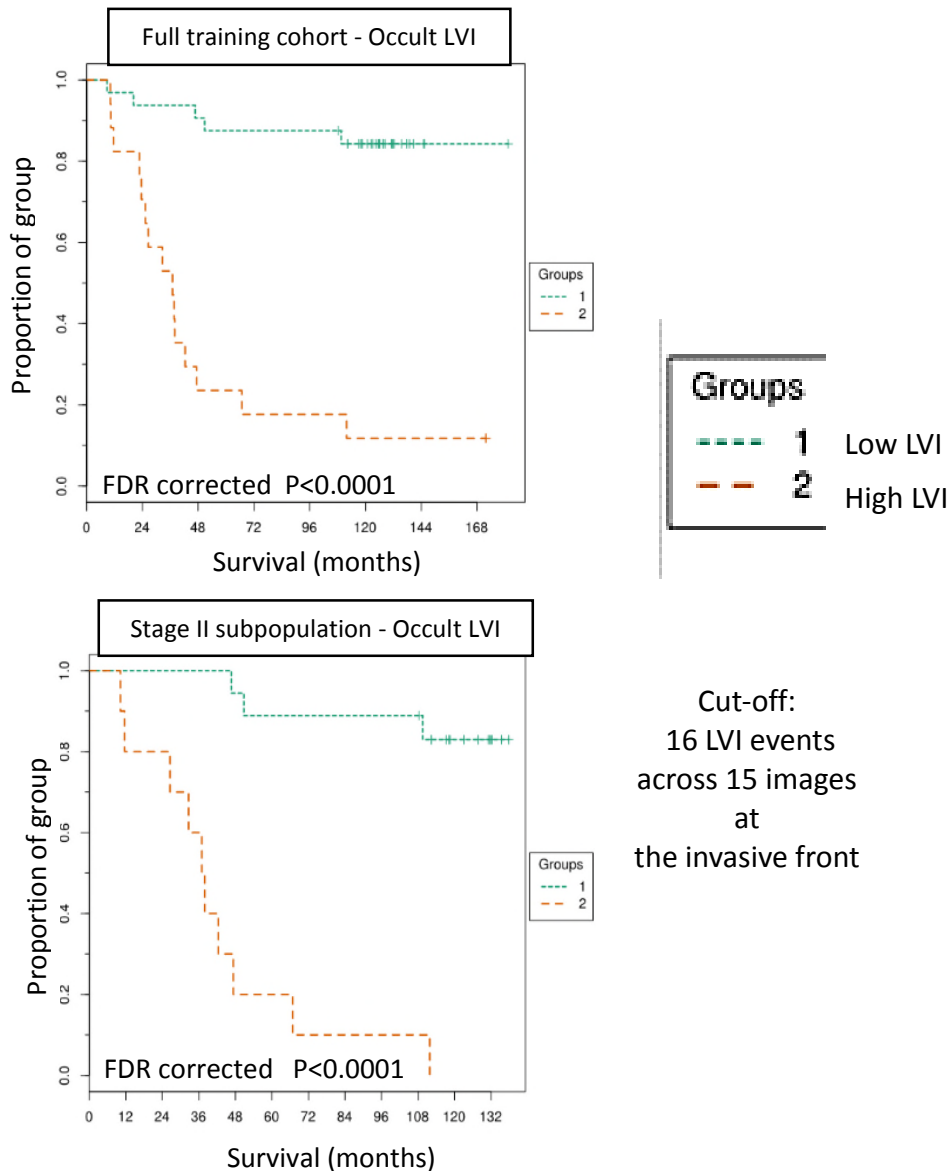 Full training cohort - Occult LVI
Proportion of group
1.0
0.8
0.6
0.4
0.2
0.0
FDR corrected P<0.0001
0 24 48 72 96 120 144 168
Survival (months)
Groups
1
2
Groups
1 Low LVI
2 High LVI
Stage II subpopulation - Occult LVI
Proportion of group
1.0
0.8
0.6
0.4
0.2
0.0
FDR corrected P<0.0001
0 12 24 36 48 60 72 84 96 108 120 132
Survival (months)
Groups
1
2
Cut-off:
16 LVI events
across 15 images
at
the invasive front